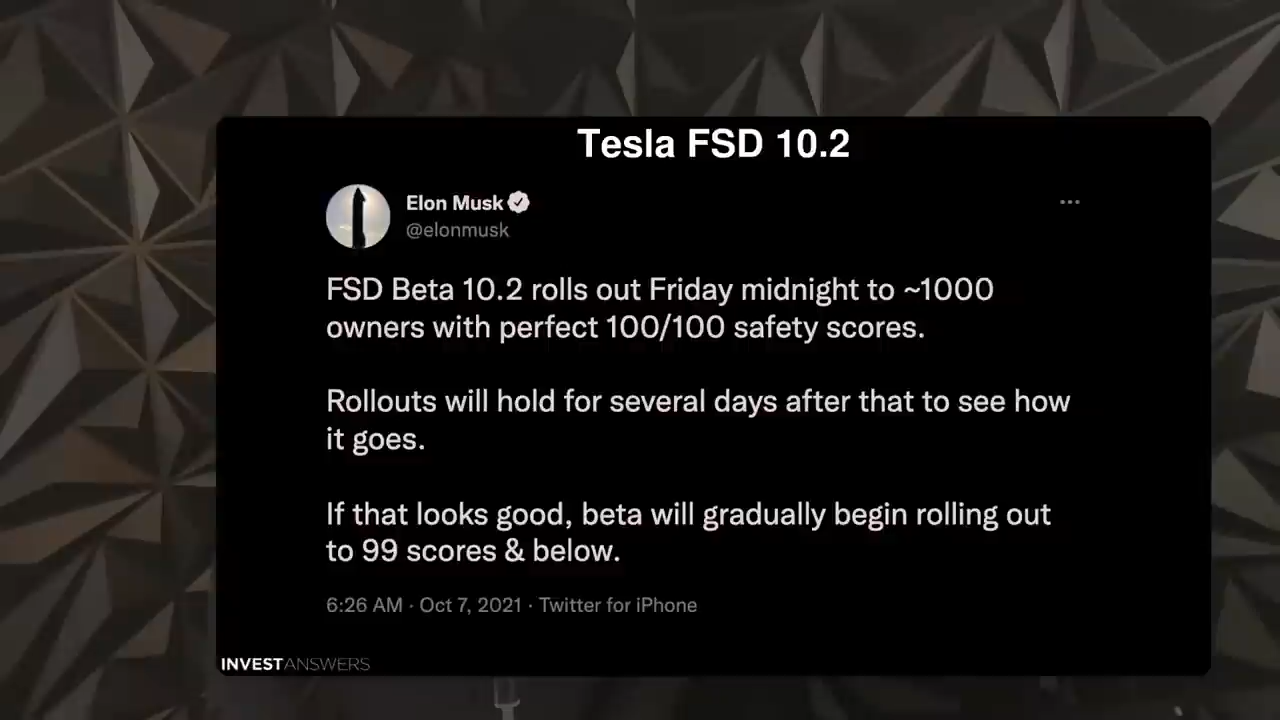 Tesla FSD 10.2
Elon Musk
@elonmusk
FSD Beta 10.2 rolls out Friday midnight to ~1000
owners with perfect 100/100 safety scores.
Rollouts will hold for several days after that to see how
it goes.
If that looks good, beta will gradually begin rolling out
to 99 scores & below.
6:26 AM · Oct 7, 2021 · Twitter for iPhone
INVESTANSWERS